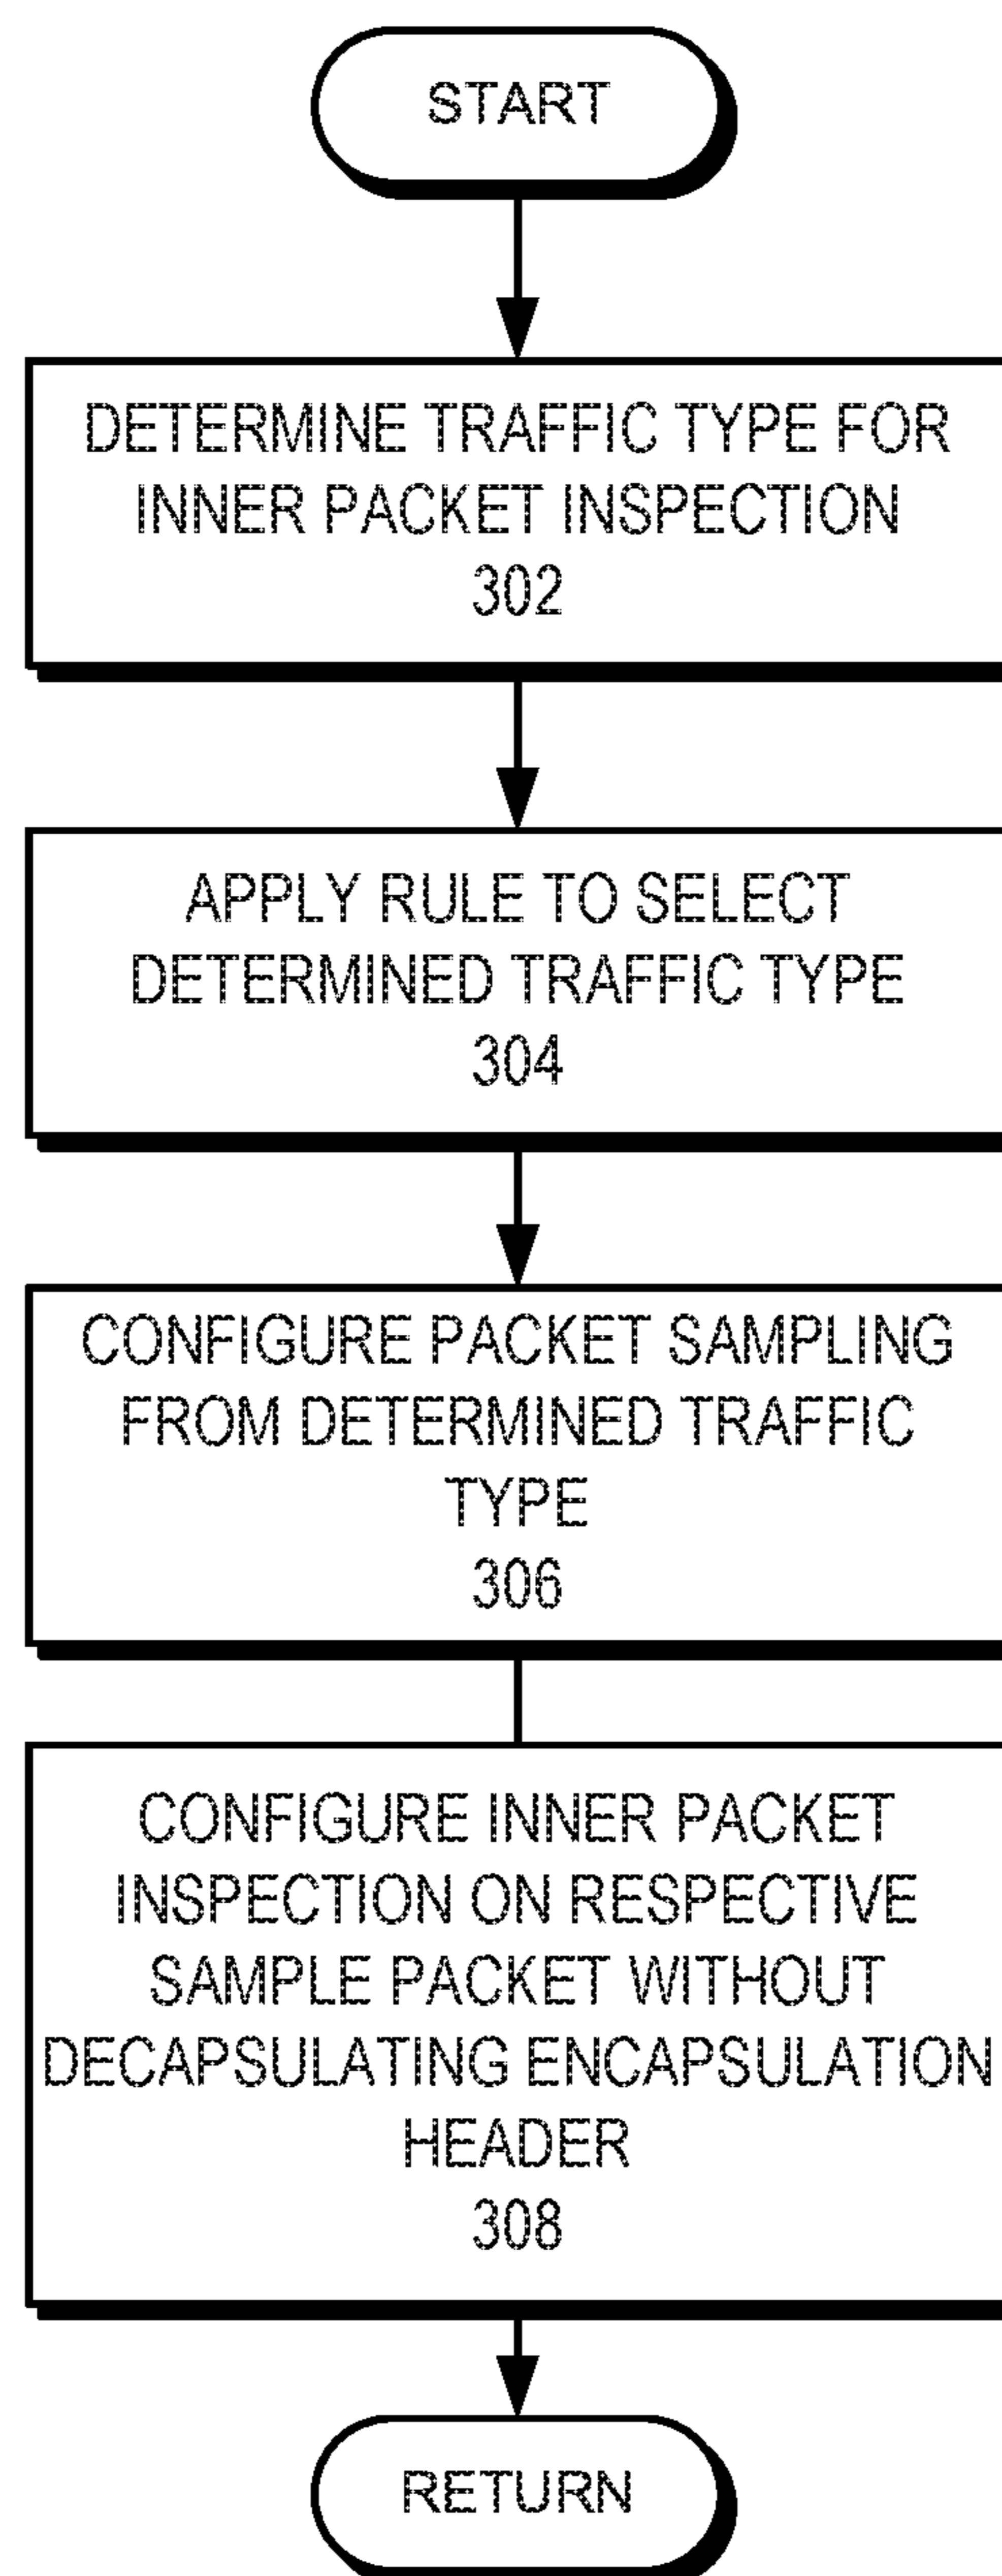 START
DETERMINE TRAFFIC TYPE FOR
INNER PACKET INSPECTION
302
APPLY RULE TO SELECT
DETERMINED TRAFFIC TYPE
304
CONFIGURE PACKET SAMPLING
FROM DETERMINED TRAFFIC
TYPE
306
CONFIGURE INNER PACKET
INSPECTION ON RESPECTIVE
SAMPLE PACKET WITHOUT
DECAPSULATING ENCAPSULATION
HEADER
308
RETURN